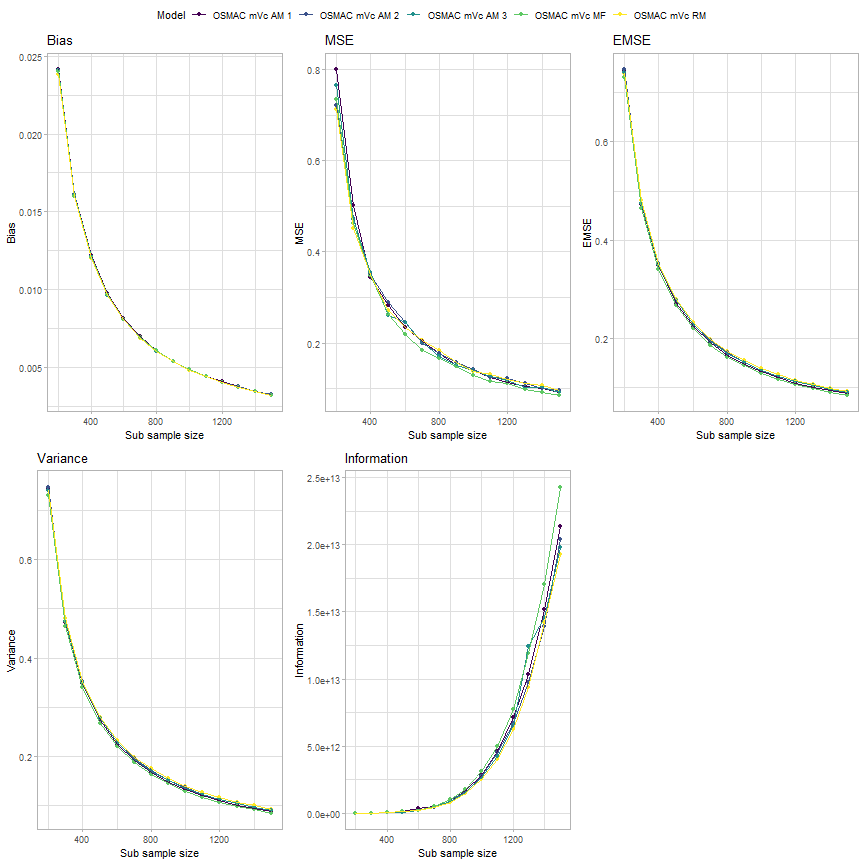 Model OSMAC mVc AM 1 OSMAC mVc AM 2 OSMAC mVc AM 3 OSMAC mVc MF OSMAC mVc RM
Bias
0.025
0.020
0.015
0.010
0.005
Bias
400 1200
Sub sample size
MSE
0.8
0.6
0.4
0.2
MSE
400 1200
Sub sample size
EMSE
0.6
0.4
0.2
EMSE
400 1200
Sub sample size
Variance
0.6
0.4
0.2
Variance
400 1200
Sub sample size
Information
2.5e+13
2.0e+13
1.5e+13
1.0e+13
5.0e+12
0.0e+00
Information
400 1200
Sub sample size